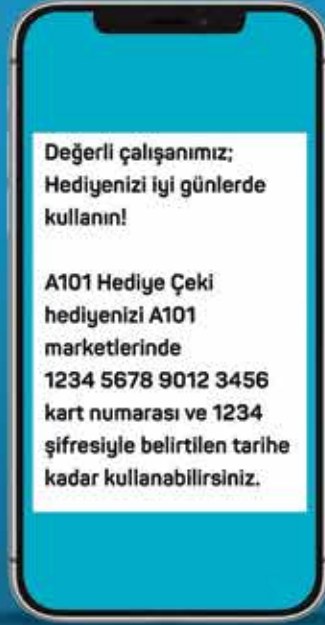 Değerli çalışanımız;
Hediyenizi iyi günlerde
kullanın!
A101 Hediye Çeki
hediyenizi A101
marketlerinde
1234 5678 9012 3456
kart numarası ve 1234
şifresiyle belirtilen tarihe
kadar kullanabilirsiniz.